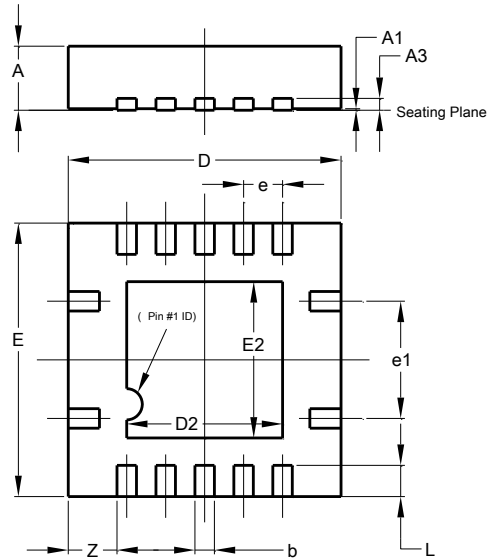 A1
A
A3
Seating Plane
D
e
( Pin #1 ID)
E
E2
e1
D2
Z
b
L